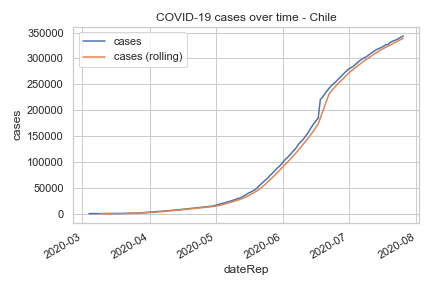 COVID-19 cases over time - Chile
cases
cases (rolling)
350000
300000
250000
200000
150000
100000
50000
0
cases
2020-03
2020-04
2020-05
2020-06
2020-07
2020-08
dateRep